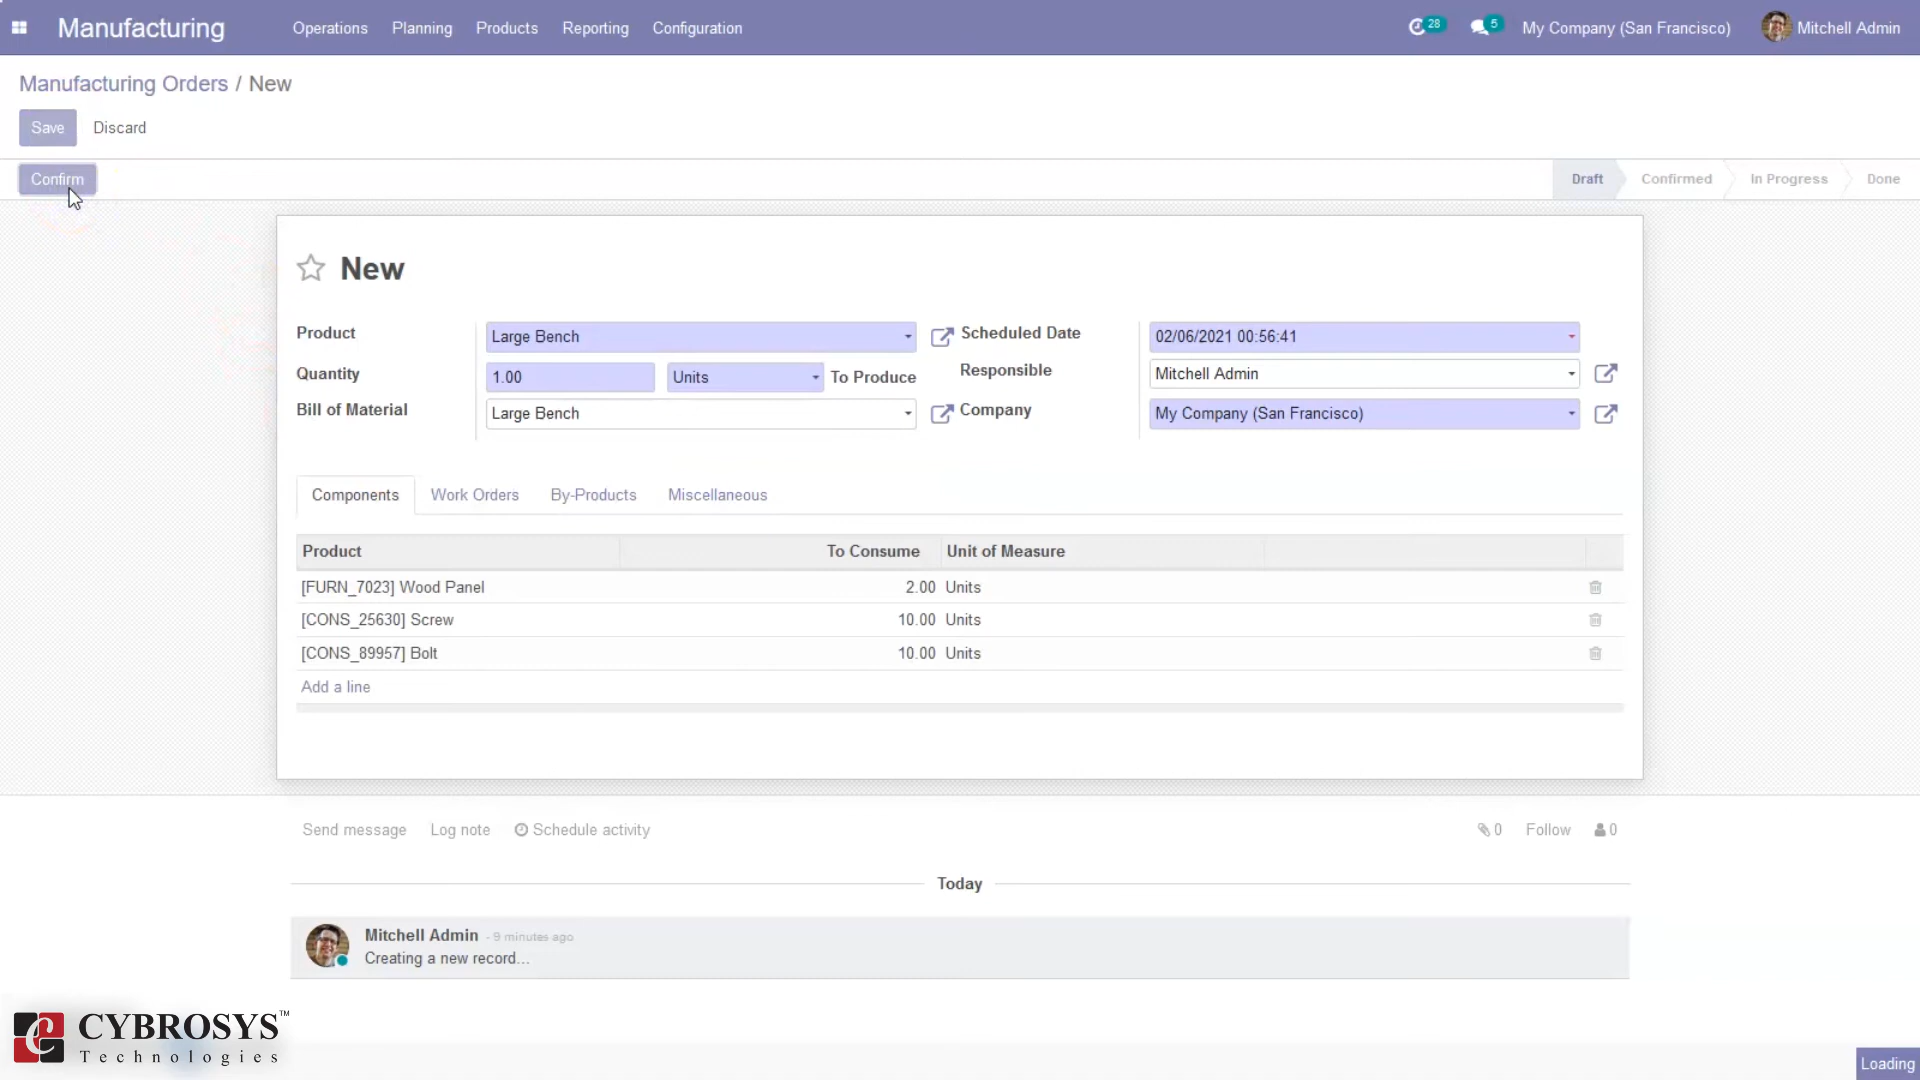 Manufacturing Operations Planning Products Reporting Configuration 28 5 My Company (San Francisco) Mitchell Admin
Manufacturing Orders / New
Save Discard
Confirm Draft Confirmed In Progress Done
New
Product Large Bench Scheduled Date 02/06/2021 00:56:41
Quantity 1.00 Units To Produce Responsible Mitchell Admin
Bill of Material Large Bench Company My Company (San Francisco)
Components Work Orders By-Products Miscellaneous
Product To Consume Unit of Measure
[FURN_7023] Wood Panel 2.00 Units
[CONS_25630] Screw 10.00 Units
[CONS_89957] Bolt 10.00 Units
Add a line
Send message Log note Schedule activity 0 Follow 0
Today
Mitchell Admin - 9 minutes ago
Creating a new record...
CYBROSYS™
Technologies
Loading